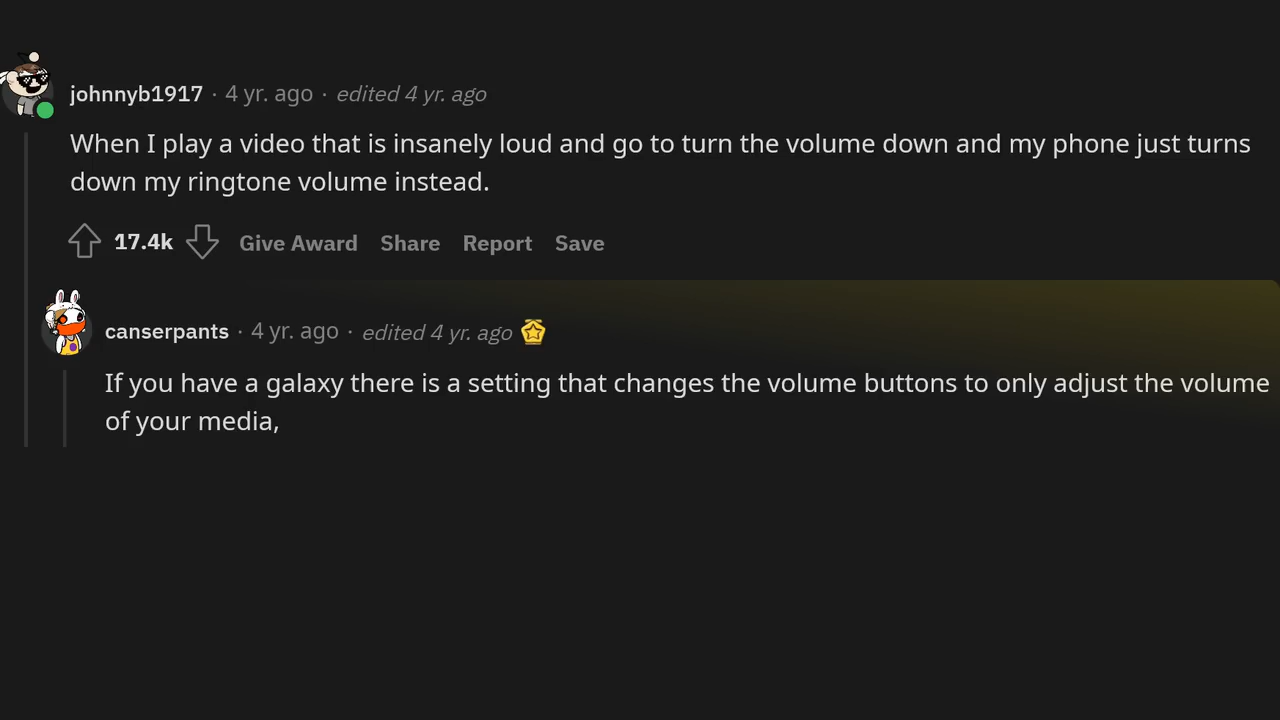 johnnyb1917 · 4 yr. ago · edited 4 yr. ago
When I play a video that is insanely loud and go to turn the volume down and my phone just turns
down my ringtone volume instead.
17.4k Give Award Share Report Save
canserpants · 4 yr. ago · edited 4 yr. ago
If you have a galaxy there is a setting that changes the volume buttons to only adjust the volume
of your media,